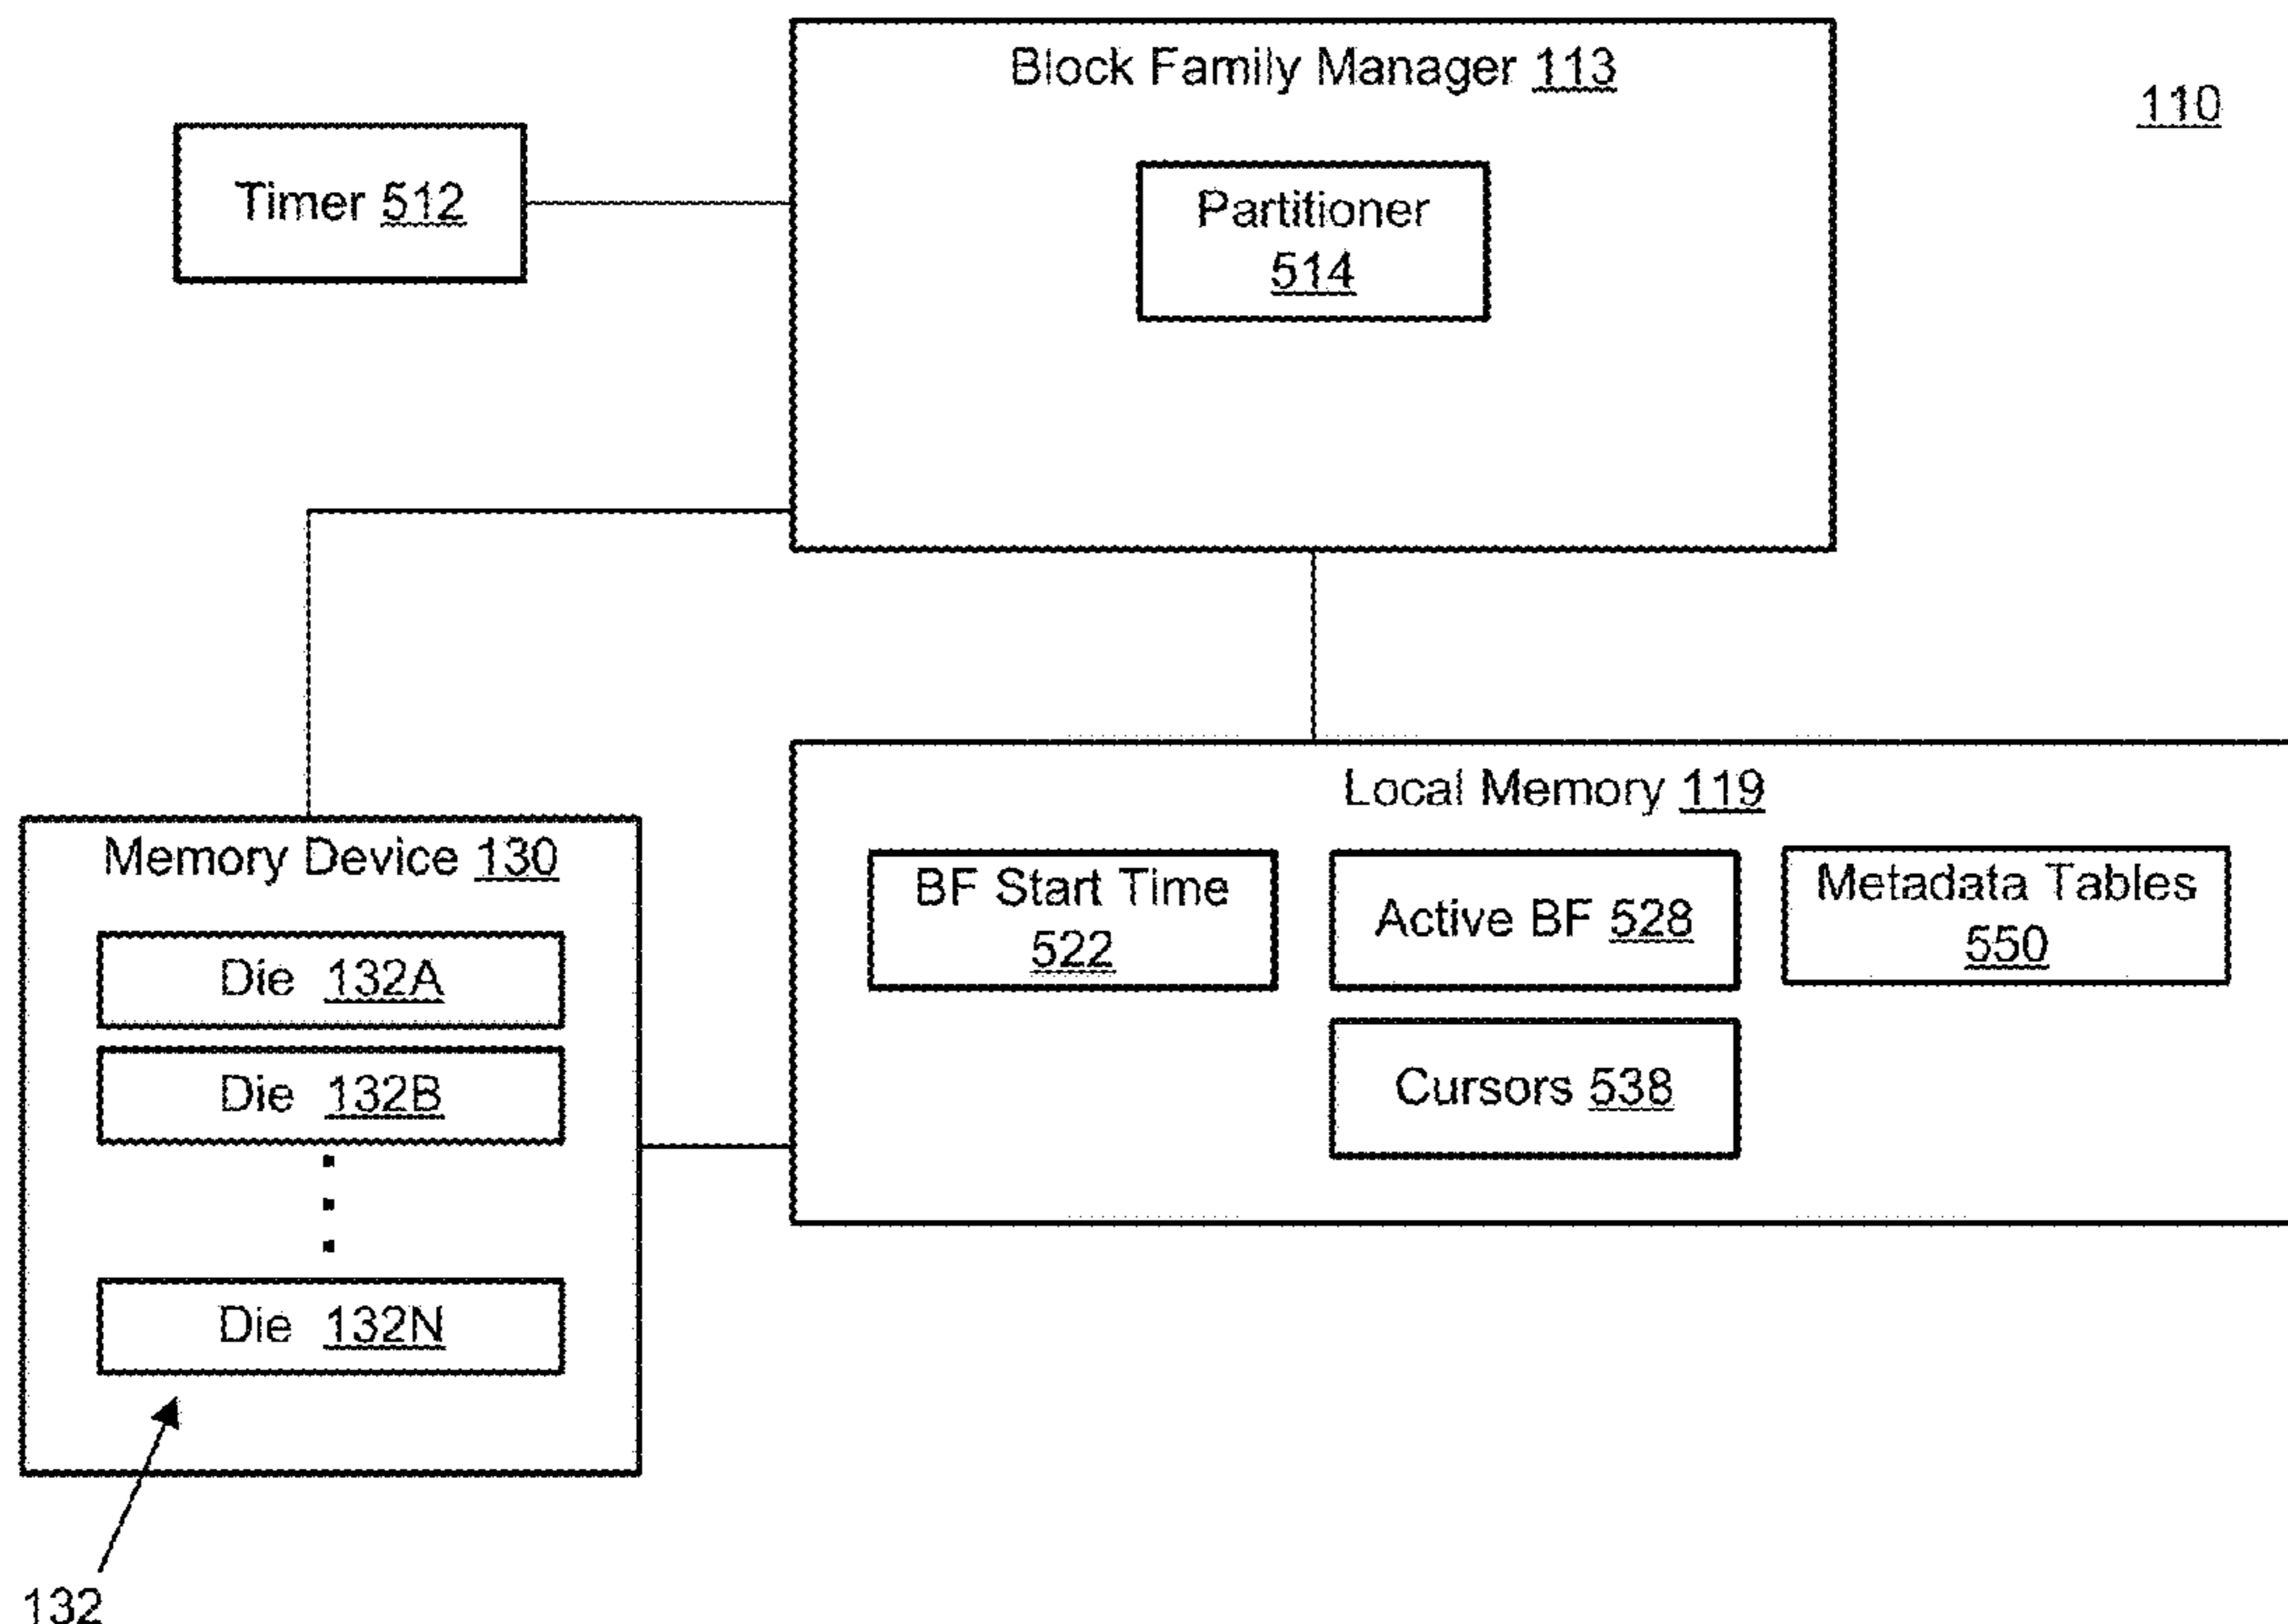 Block Family Manager 113
110
Timer 512
Partitioner
514
Local Memory 119
Memory Device 130
BF Start Time
522
Active BF 528
Metadata Tables
550
Die 132A
Die 132B
Cursors 538
Die 132N
132